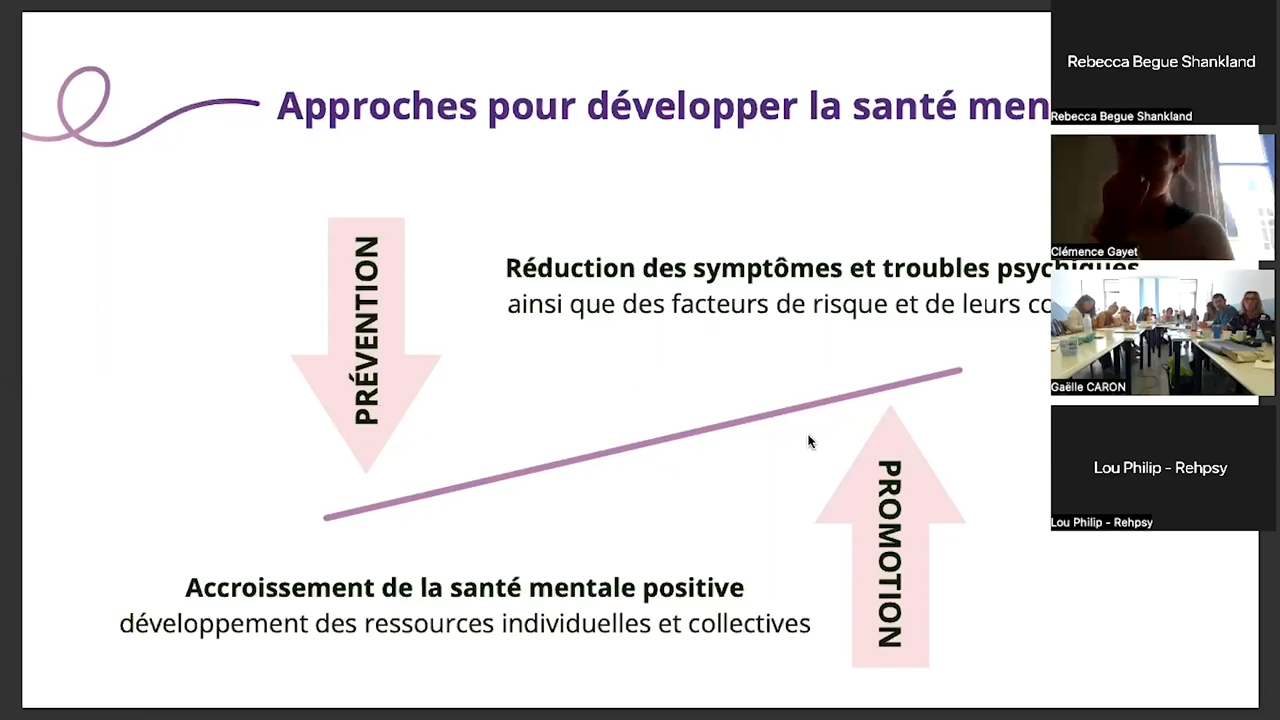 Approches pour développer la santé men
PRÉVENTION
Réduction des symptômes et troubles psychiques
ainsi que des facteurs de risque et de leurs co
PROMOTION
Accroissement de la santé mentale positive
développement des ressources individuelles et collectives
Rebecca Begue Shankland
Rebecca Begue Shankland
Clémence Gayet
Gaëlle CARON
Lou Philip - Rehpsy
Lou Philip - Rehpsy